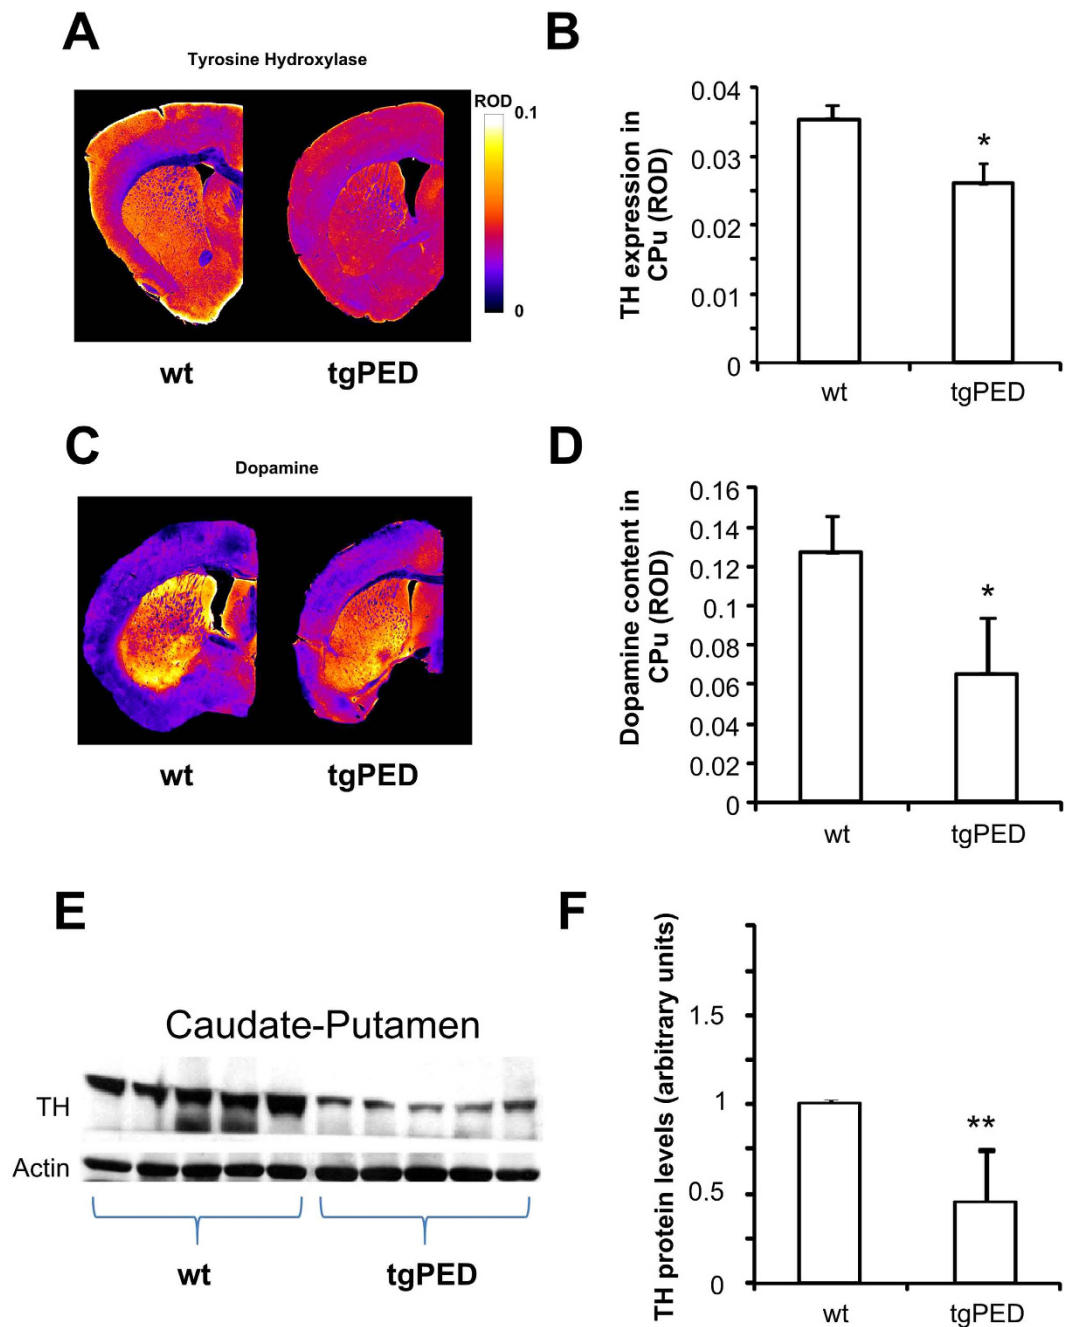 A
Tyrosine Hydroxylase
ROD
0.1
0
wt
tgPED
B
TH expression in
CPu (ROD)
0.04
0.03
0.02
0.01
0
*
wt
tgPED
C
Dopamine
wt
tgPED
D
Dopamine content in
CPu (ROD)
0.16
0.14
0.12
0.1
0.08
0.06
0.04
0.02
0
*
wt
tgPED
E
Caudate-Putamen
TH
Actin
wt
tgPED
F
TH protein levels (arbitrary units)
1.5
1
0.5
0
**
wt
tgPED